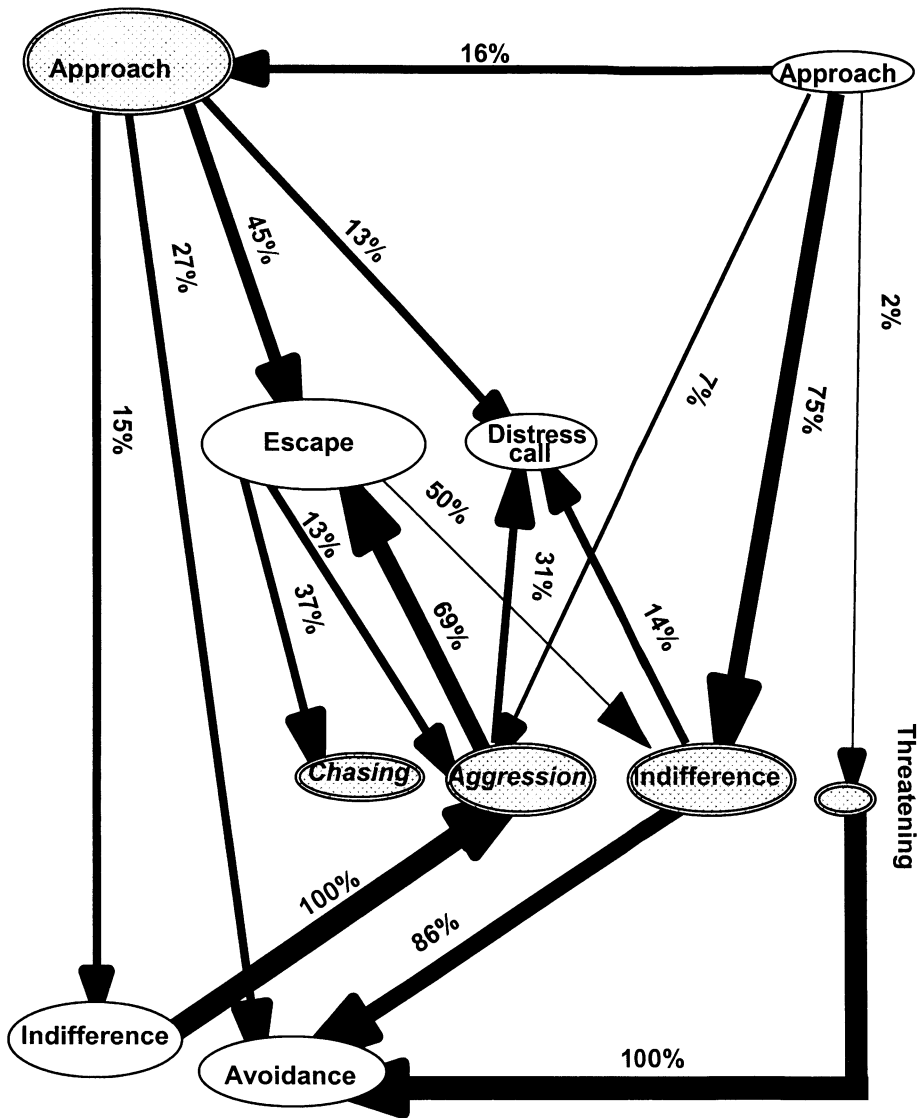 16%
Approach
Approach
45%
13%
27%
2%
7%
75%
15%
Escape
Distress
call
50%
13%
31%
37%
69%
14%
Threatening
Chasing
Aggression
Indifference
100%
86%
Indifference
Avoidance
100%